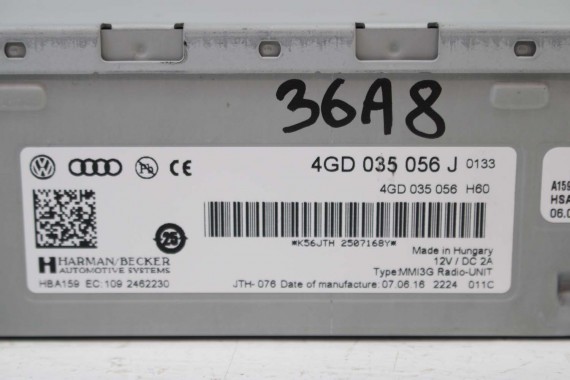 36A8
Pb CE 4GD 035 056 J 0133
4GD 035 056 H60
25
*K56JTH 2507168Y*
HARMAN/BECKER
AUTOMOTIVE SYSTEMS
Made in Hungary
12V / DC 2A
Type:MMI3G Radio-UNIT
HBA159 EC:109 2462230
JTH-076 Date of manufacture: 07.06.16 2224 011C
A159
HSA
06.0